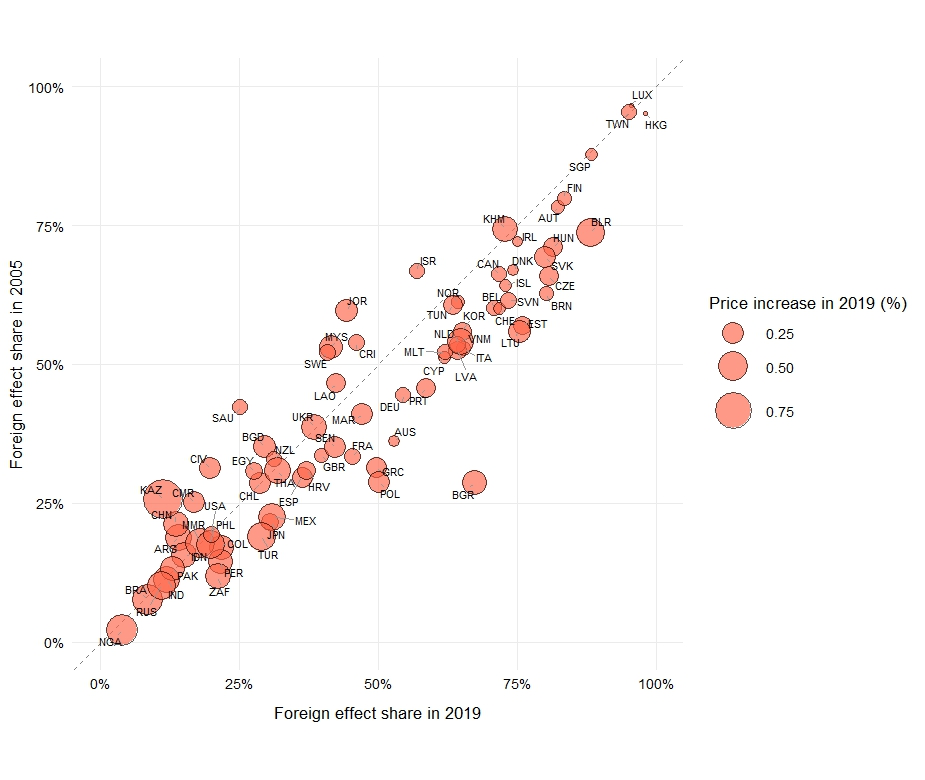 100%
75%
50%
25%
0%
Foreign effect share in 2005
LUX
TWN
HKG
SGP
FIN
AUT
BLR
KHM
IRL
HUN
ISR
CAN
DNK
SVK
ISL
CZE
NOR
BEL
SVN
BRN
JOR
TUN
KOR
CHE
EST
MYS
NLD
VNM
LTU
SWE
CRI
MLT
ITA
CYP
LVA
LAO
DEU
PRT
SAU
UKR
MAR
AUS
BGD
SEN
NZL
FRA
CIV
EGY
GBR
GRC
THA
HRV
CHL
POL
BGR
KAZ
CMR
ESP
USA
CHN
MEX
MMR
PHL
JPN
ARG
IDN
COL
TUR
PAK
PER
BRA
IND
ZAF
RUS
NGA
0%
25%
50%
75%
100%
Foreign effect share in 2019
Price increase in 2019 (%)
0.25
0.50
0.75